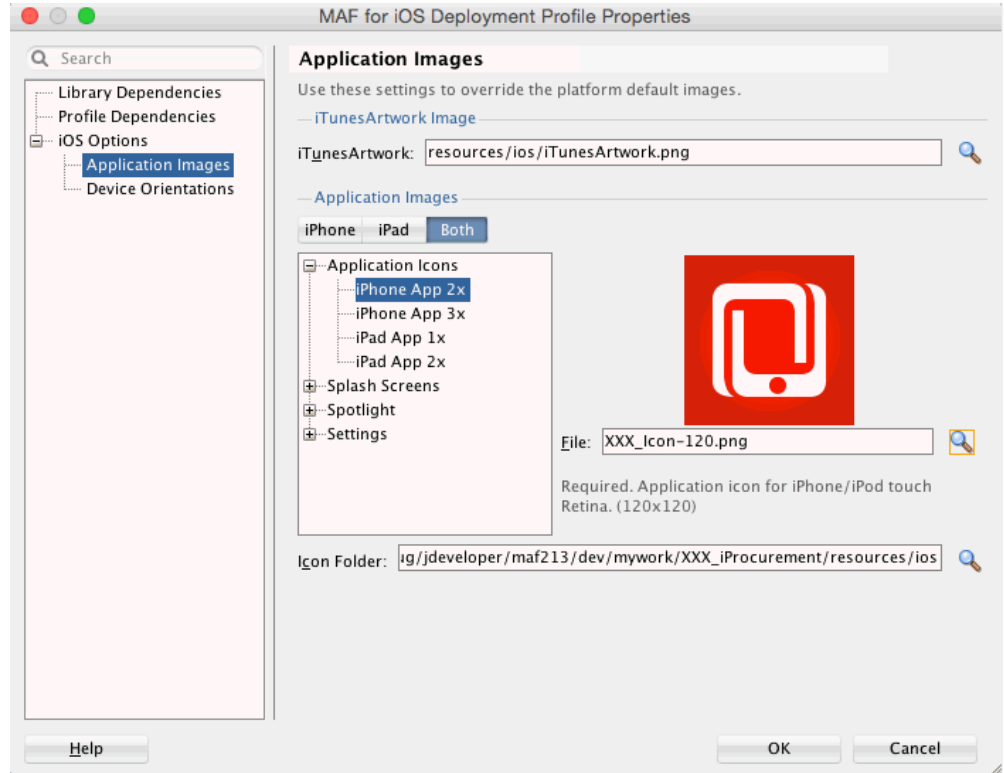 MAF for iOS Deployment Profile Properties
Search
Library Dependencies
Profile Dependencies
iOS Options
Application Images
Device Orientations
Application Images
Use these settings to override the platform default images.
iTunesArtwork Image
iTunesArtwork: resources/ios/iTunesArtwork.png
Application Images
iPhone iPad Both
Application Icons
iPhone App 2x
iPhone App 3x
iPad App 1x
iPad App 2x
Splash Screens
Spotlight
Settings
File: XXX_Icon-120.png
Required. Application icon for iPhone/iPod touch
Retina. (120x120)
Icon Folder: ug/jdeveloper/maf213/dev/mywork/XXX_iProcurement/resources/ios
Help OK Cancel